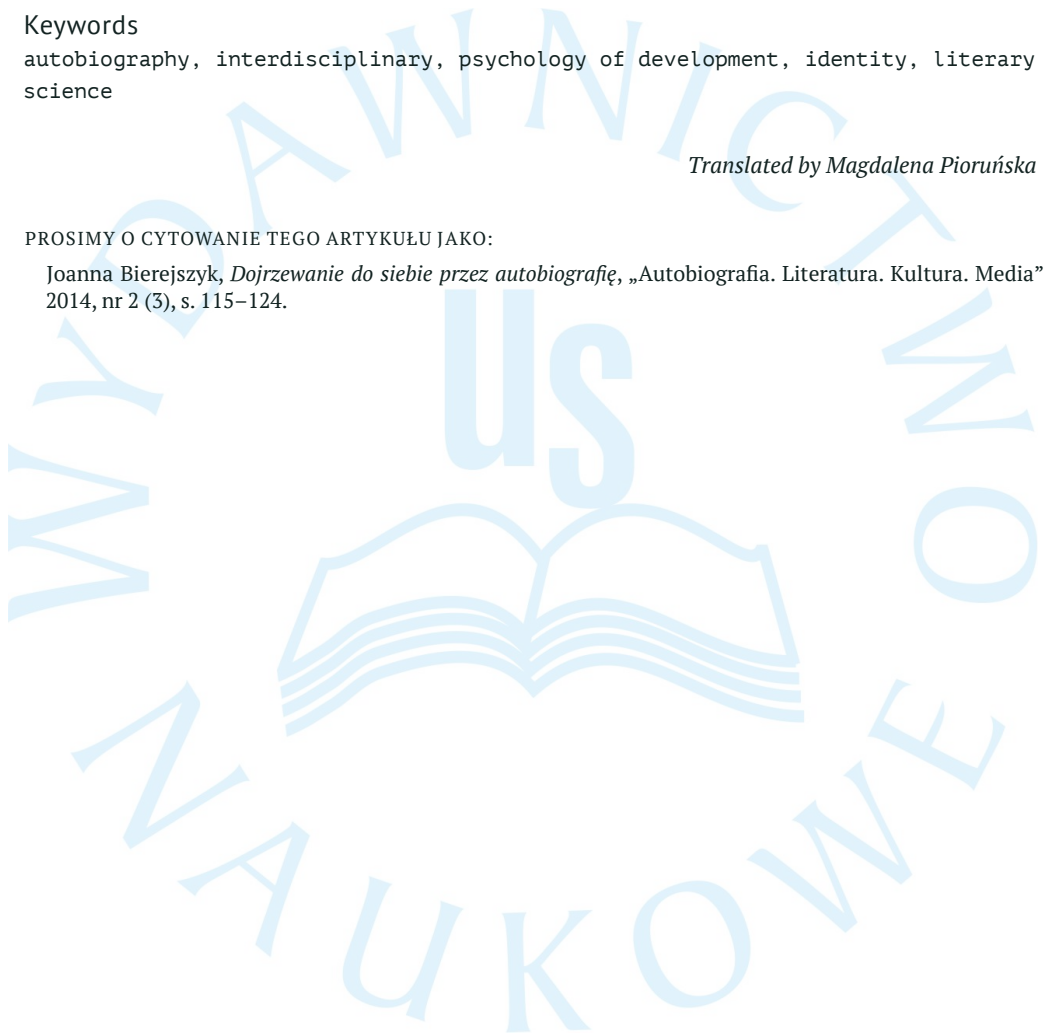 Keywords
autobiography, interdisciplinary, psychology of development, identity, literary
science
Translated by Magdalena Pioruńska
PROSIMY O CYTOWANIE TEGO ARTYKUŁU JAKO:
Joanna Bierejszyk, Dojrzewanie do siebie przez autobiografię, „Autobiografia. Literatura. Kultura. Media”
2014, nr 2 (3), s. 115–124.
WYDAWNICTWO
us
NAUKOWE